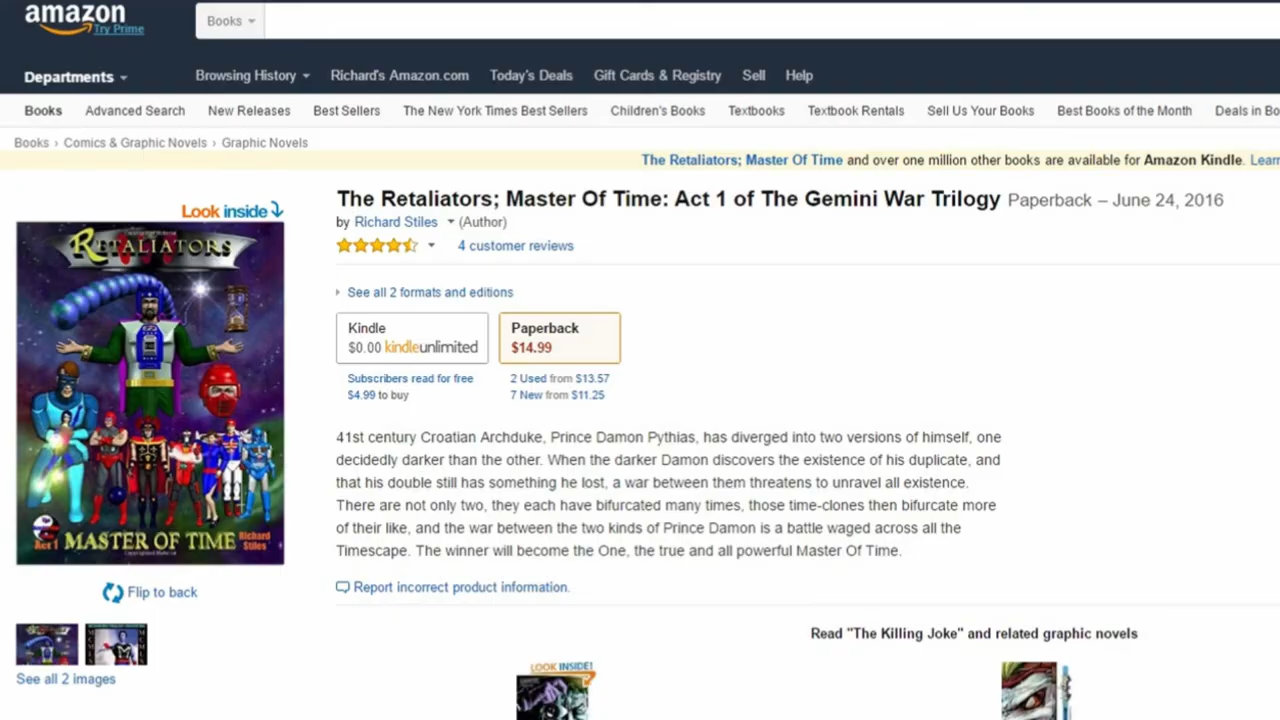 amazon
Try Prime
Books
Departments
Browsing History
Richard's Amazon.com
Today's Deals
Gift Cards & Registry
Sell
Help
Books
Advanced Search
New Releases
Best Sellers
The New York Times Best Sellers
Children's Books
Textbooks
Textbook Rentals
Sell Us Your Books
Best Books of the Month
Deals in Bo
Books › Comics & Graphic Novels › Graphic Novels
The Retaliators; Master Of Time and over one million other books are available for Amazon Kindle. Learn
Look inside
RETALIATORS
Act 1
MASTER OF TIME
Richard
Stiles
Flip to back
See all 2 images
The Retaliators; Master Of Time: Act 1 of The Gemini War Trilogy Paperback – June 24, 2016
by Richard Stiles (Author)
4 customer reviews
See all 2 formats and editions
Kindle
$0.00 kindleunlimited
Subscribers read for free
$4.99 to buy
Paperback
$14.99
2 Used from $13.57
7 New from $11.25
41st century Croatian Archduke, Prince Damon Pythias, has diverged into two versions of himself, one
decidedly darker than the other. When the darker Damon discovers the existence of his duplicate, and
that his double still has something he lost, a war between them threatens to unravel all existence.
There are not only two, they each have bifurcated many times, those time-clones then bifurcate more
of their like, and the war between the two kinds of Prince Damon is a battle waged across all the
Timescape. The winner will become the One, the true and all powerful Master Of Time.
Report incorrect product information.
Read "The Killing Joke" and related graphic novels
LOOK INSIDE!